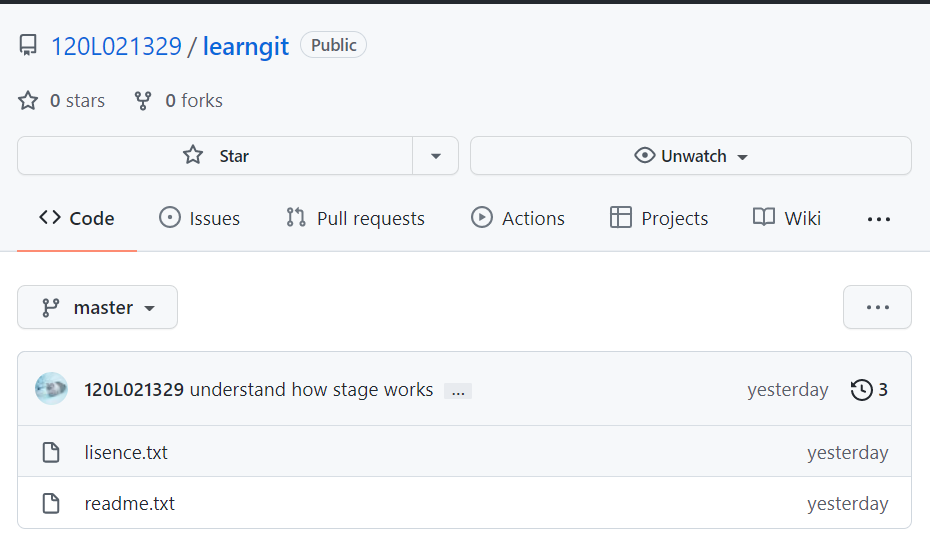 120L021329 / learngit Public
0 stars 0 forks
Star Unwatch
Code Issues Pull requests Actions Projects Wiki ...
master ...
120L021329 understand how stage works ... yesterday 3
lisence.txt yesterday
readme.txt yesterday